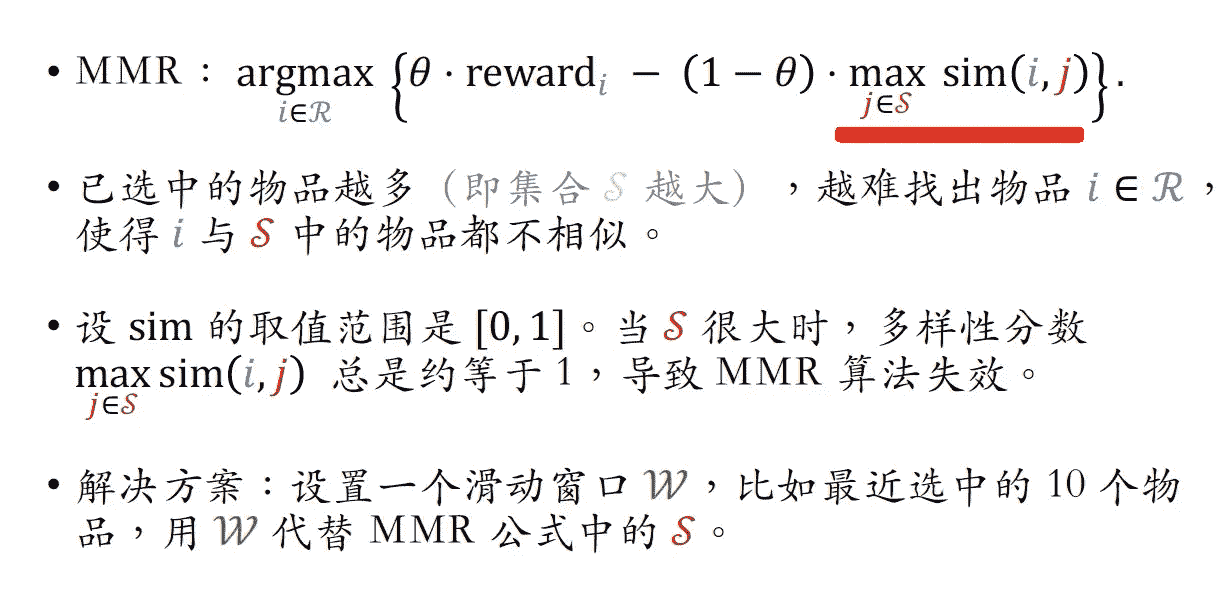 • MMR：argmax {θ · reward_i − (1 − θ) · max sim(i, j)}.
i∈ℛ j∈𝒮
• 已选中的物品越多（即集合 𝒮 越大），越难找出物品 i ∈ ℛ，
使得 i 与 𝒮 中的物品都不相似。
• 设 sim 的取值范围是 [0, 1]。当 𝒮 很大时，多样性分数
max sim(i, j) 总是约等于 1，导致 MMR 算法失效。
j∈𝒮
• 解决方案：设置一个滑动窗口 𝒲，比如最近选中的 10 个物
品，用 𝒲 代替 MMR 公式中的 𝒮。